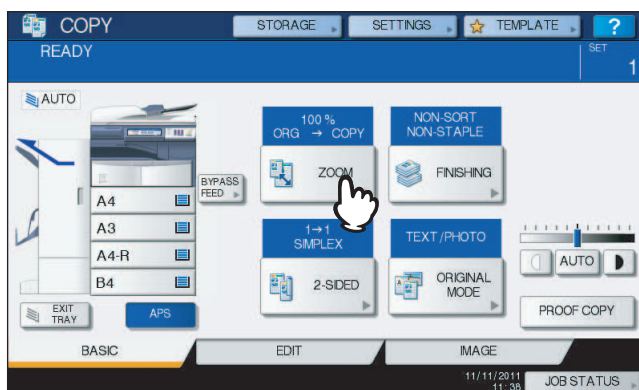 COPY
STORAGE
SETTINGS
TEMPLATE
?
READY
SET
1
AUTO
100 %
ORG → COPY
ZOOM
NON-SORT
NON-STAPLE
FINISHING
BYPASS
FEED
A4
A3
A4-R
B4
1→1
SIMPLEX
2-SIDED
TEXT/PHOTO
ORIGINAL
MODE
AUTO
EXIT
TRAY
APS
PROOF COPY
BASIC
EDIT
IMAGE
11/11/2011
11:38
JOB STATUS